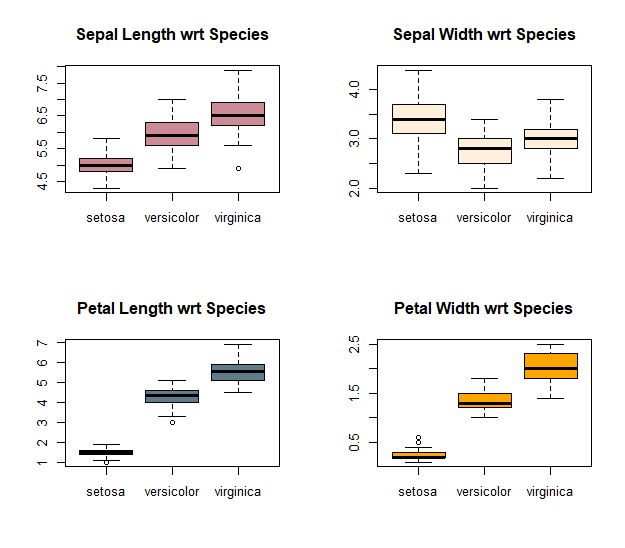 Sepal Length wrt Species
7.5
6.5
5.5
4.5
setosa versicolor virginica
Sepal Width wrt Species
4.0
3.0
2.0
setosa versicolor virginica
Petal Length wrt Species
7
6
5
4
3
2
1
setosa versicolor virginica
Petal Width wrt Species
2.5
1.5
0.5
setosa versicolor virginica